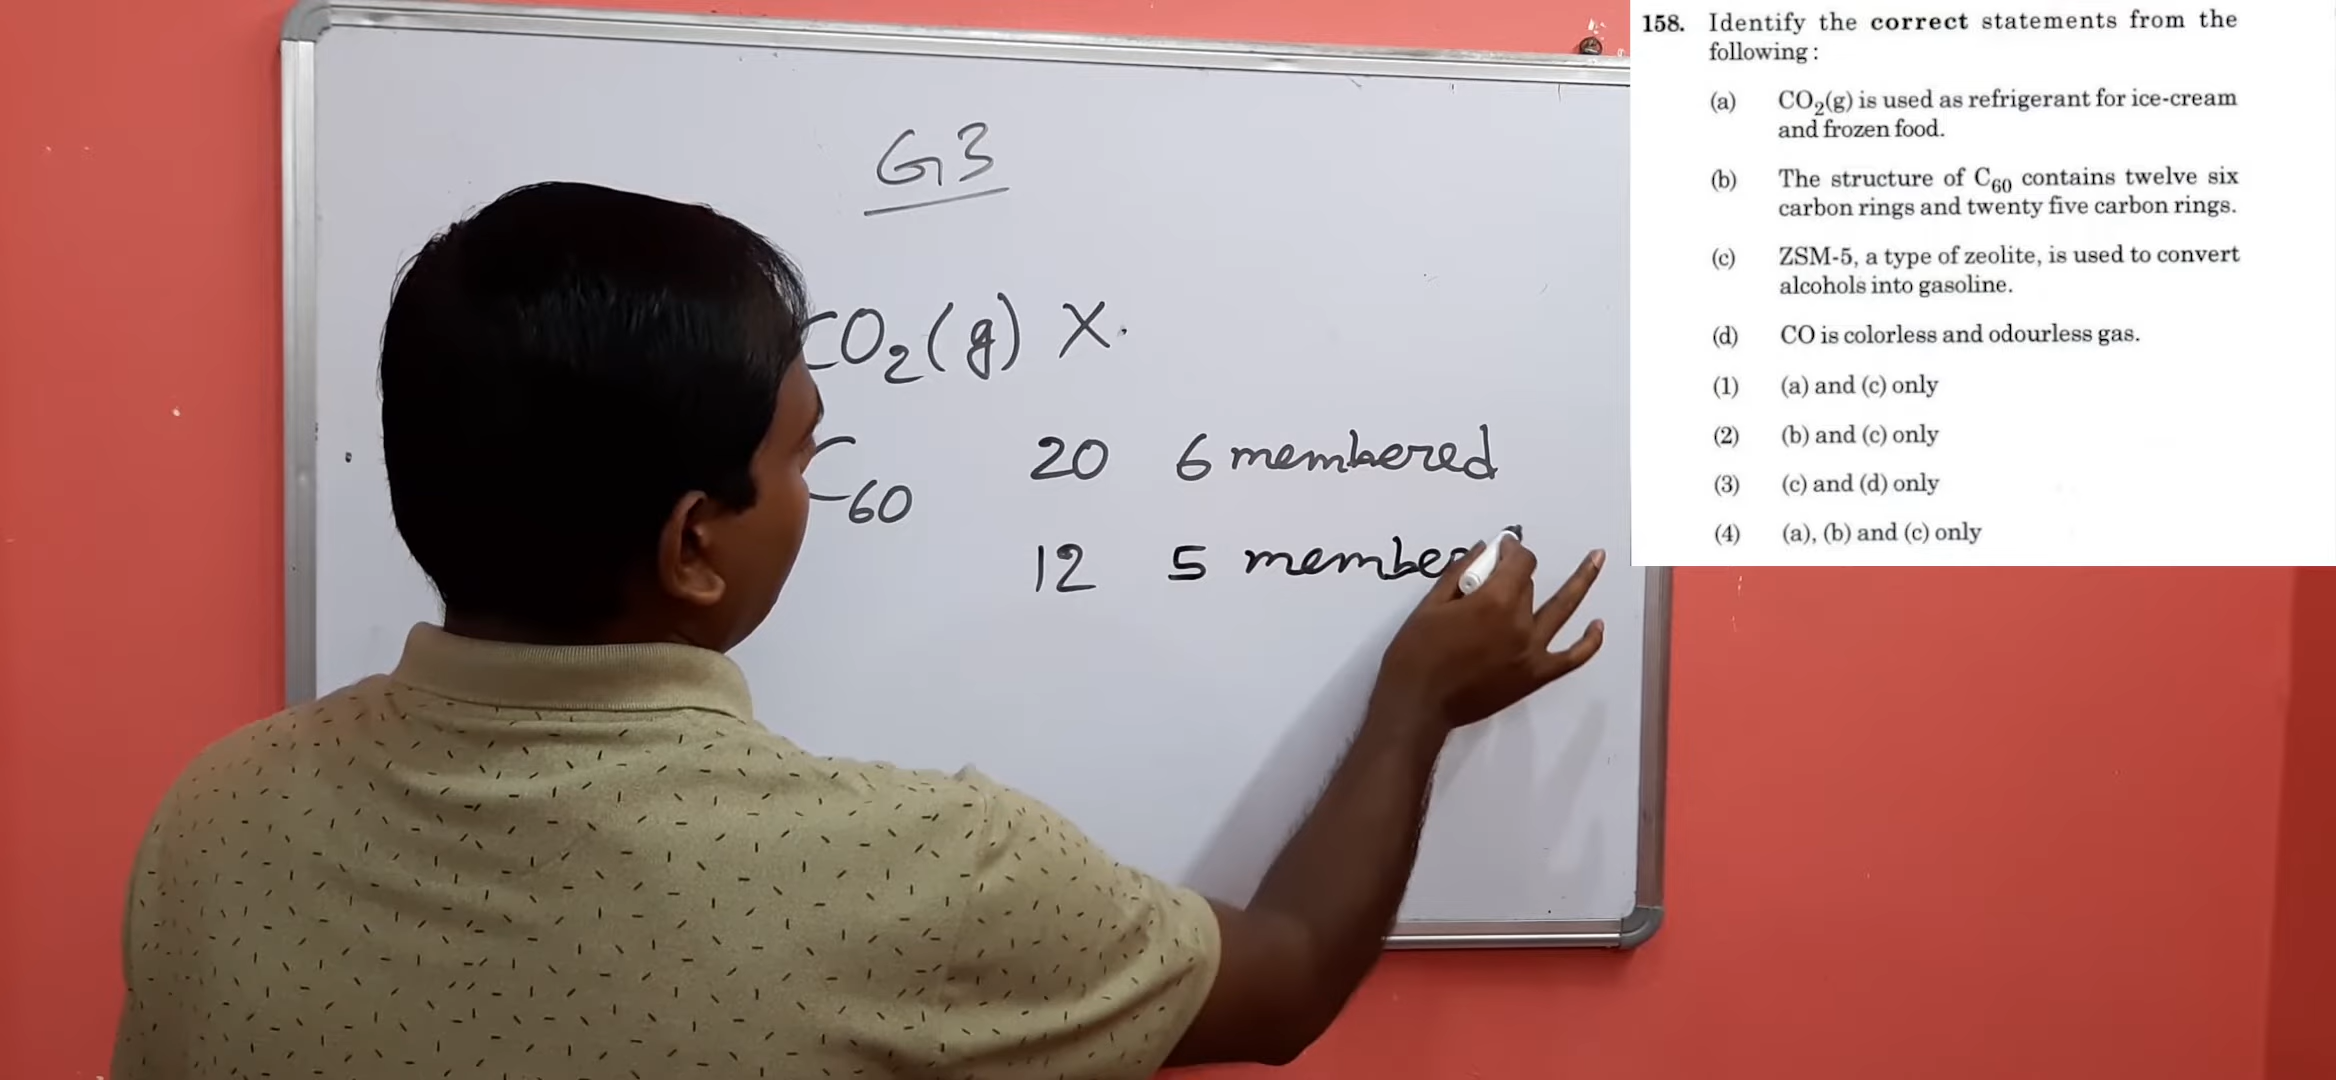 G3
CO₂(g) X
C60
20 6 membered
12 5 membe
158. Identify the correct statements from the
following :
(a) CO₂(g) is used as refrigerant for ice-cream
and frozen food.
(b) The structure of C₆₀ contains twelve six
carbon rings and twenty five carbon rings.
(c) ZSM-5, a type of zeolite, is used to convert
alcohols into gasoline.
(d) CO is colorless and odourless gas.
(1) (a) and (c) only
(2) (b) and (c) only
(3) (c) and (d) only
(4) (a), (b) and (c) only